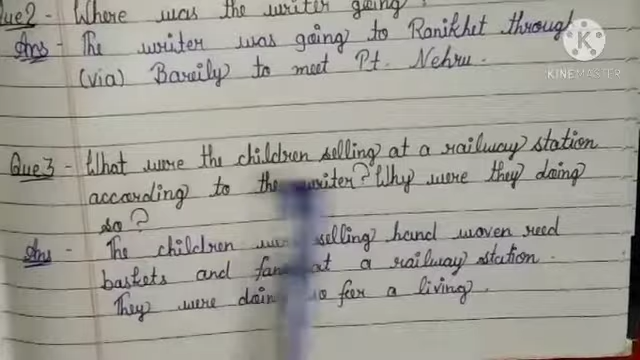 Que2 - Where was the writer going?
Ans - The writer was going to Ranikhet through
(via) Bareily to meet Pt. Nehru.
KINEMASTER
Que3 - What were the children selling at a railway station
according to the writer? Why were they doing
so?
Ans - The children were selling hand woven reed
baskets and fans at a railway station.
They were doing so for a living.